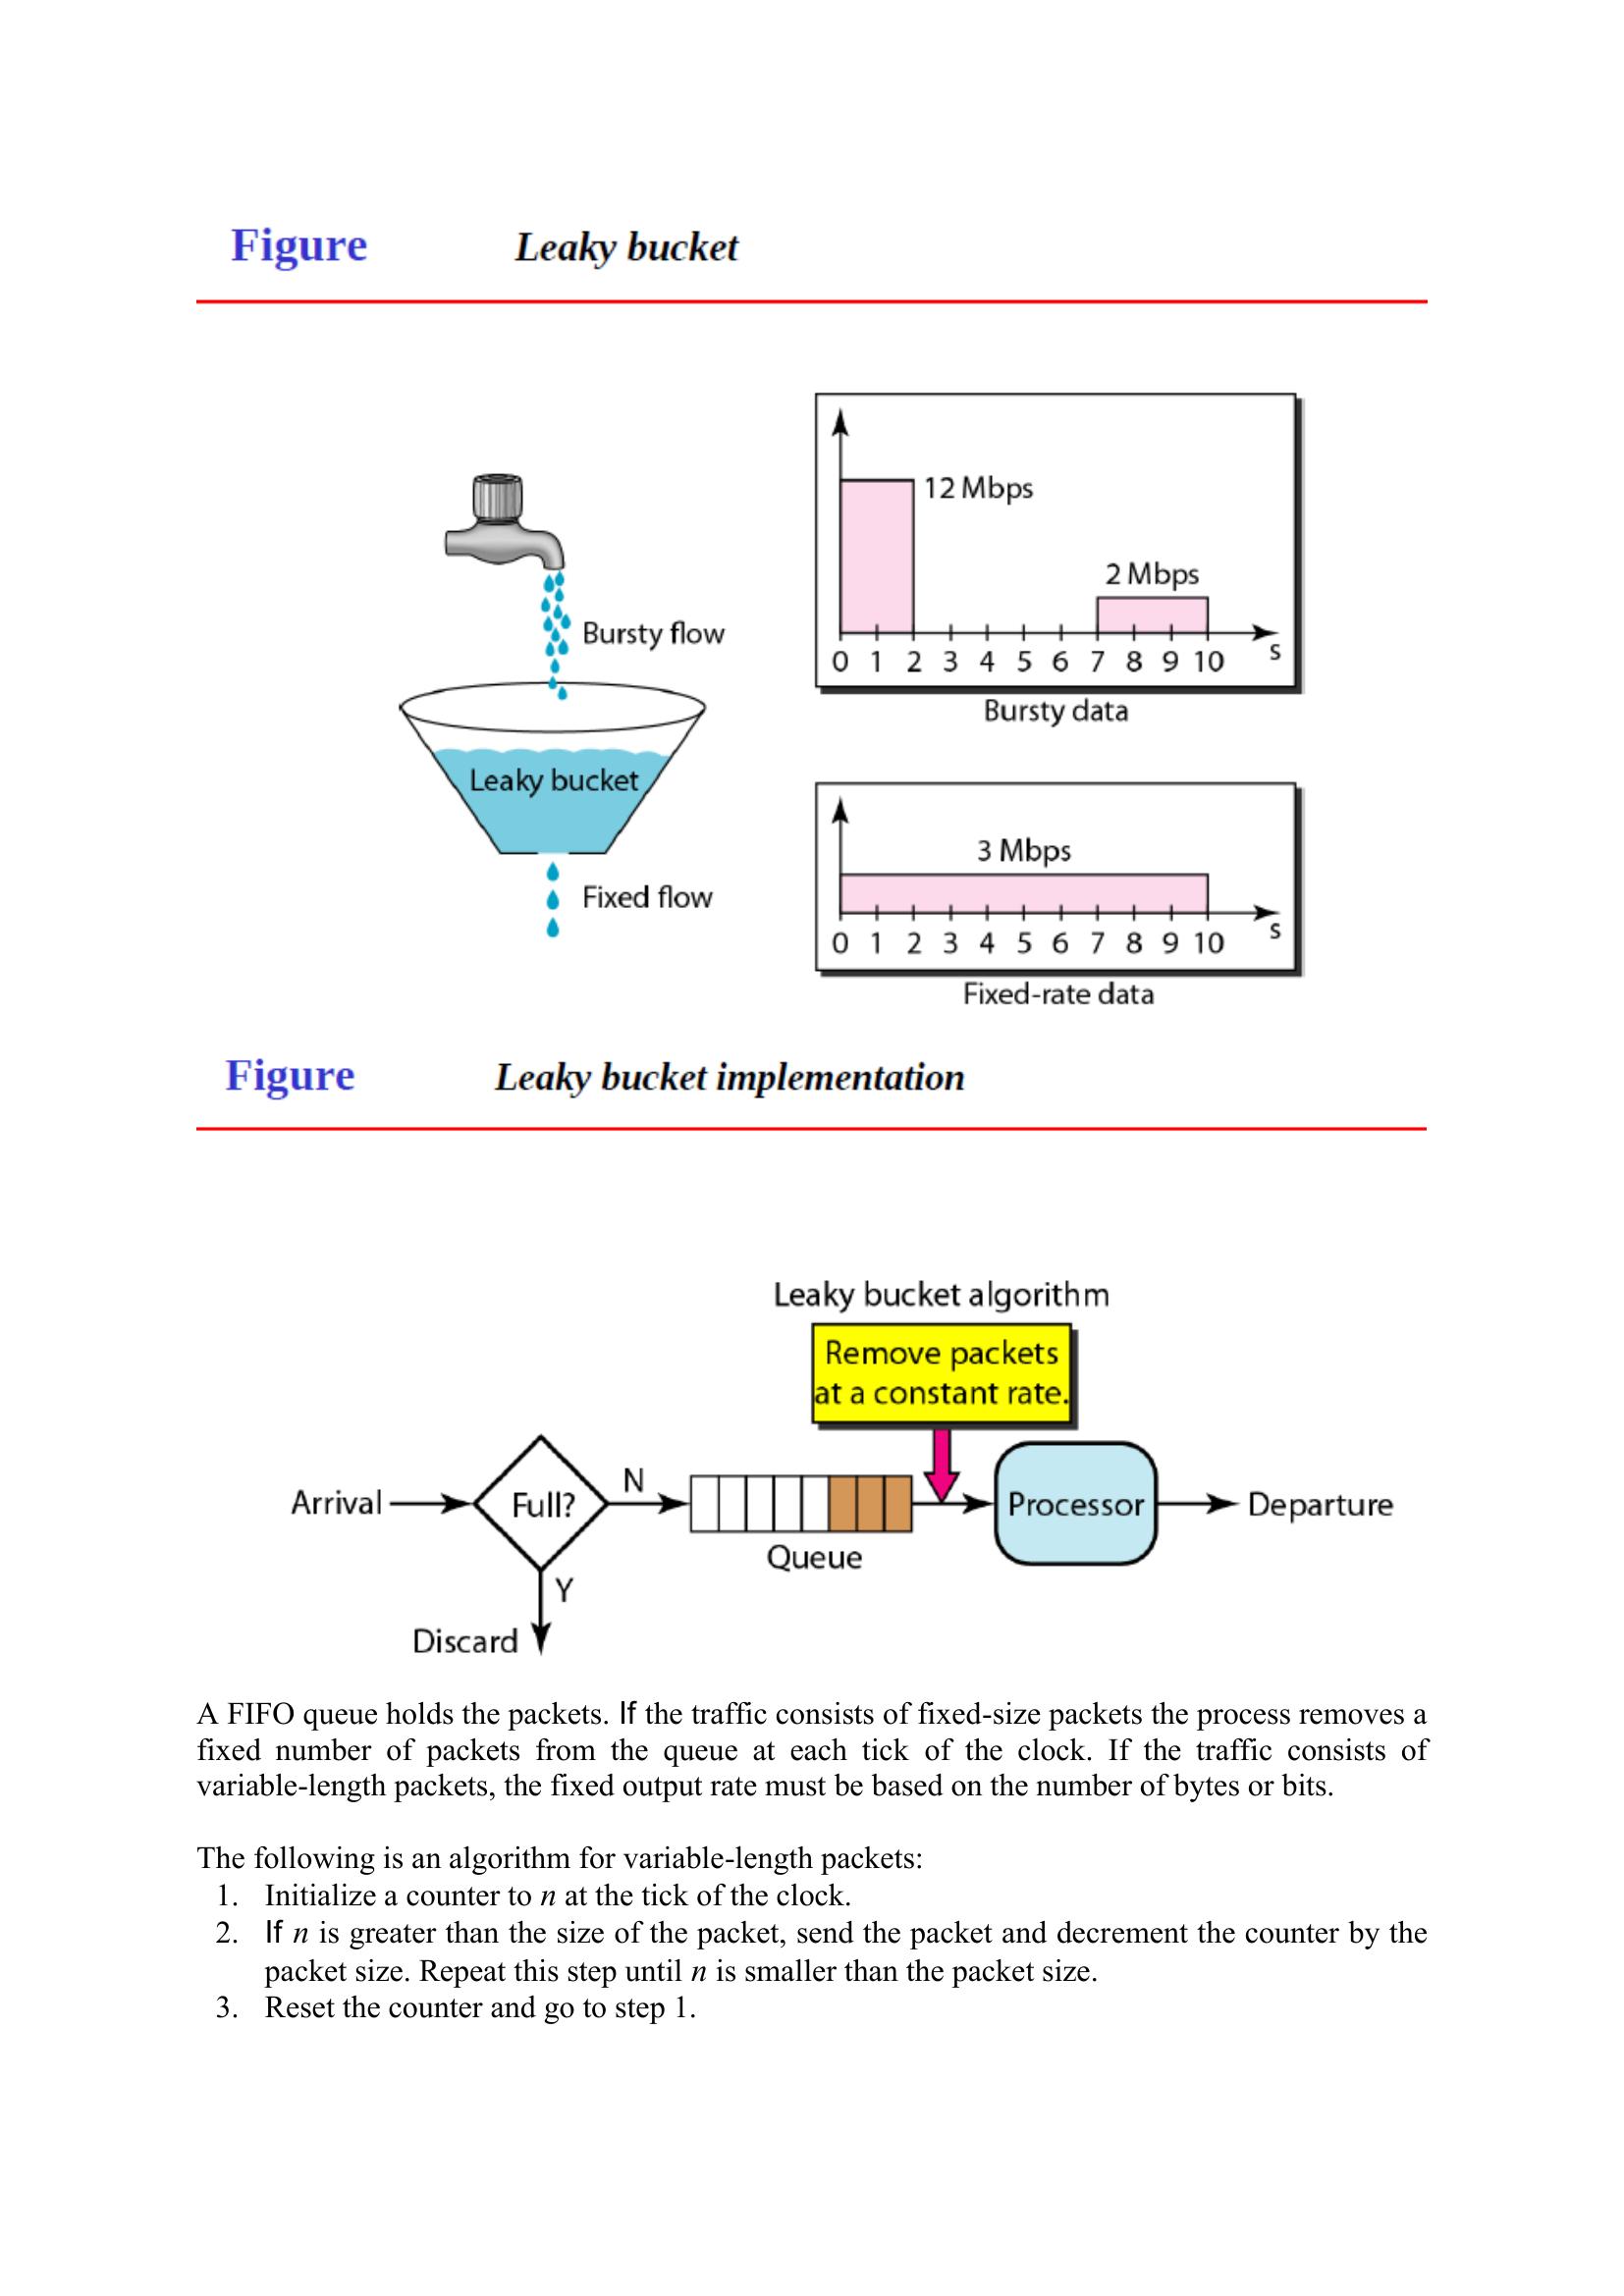 Figure Leaky bucket
12 Mbps
2 Mbps
Bursty flow
0 1 2 3 4 5 6 7 8 9 10 s
Bursty data
Leaky bucket
3 Mbps
Fixed flow
0 1 2 3 4 5 6 7 8 9 10 s
Fixed-rate data
Figure Leaky bucket implementation
Leaky bucket algorithm
Remove packets
at a constant rate.
Arrival Full? N Processor Departure
Queue
Y
Discard
A FIFO queue holds the packets. If the traffic consists of fixed-size packets the process removes a
fixed number of packets from the queue at each tick of the clock. If the traffic consists of
variable-length packets, the fixed output rate must be based on the number of bytes or bits.
The following is an algorithm for variable-length packets:
1. Initialize a counter to n at the tick of the clock.
2. If n is greater than the size of the packet, send the packet and decrement the counter by the
packet size. Repeat this step until n is smaller than the packet size.
3. Reset the counter and go to step 1.